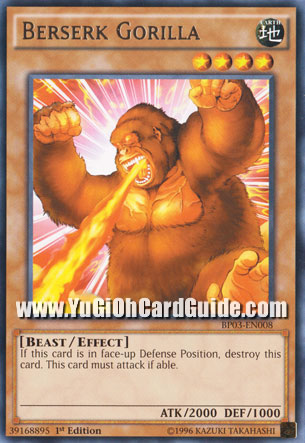 BERSERK GORILLA
EARTH
地
www.YuGiOhCardGuide.com
BP03-EN008
[BEAST / EFFECT]
If this card is in face-up Defense Position, destroy this
card. This card must attack if able.
ATK/2000 DEF/1000
39168895 1st Edition ©1996 KAZUKI TAKAHASHI